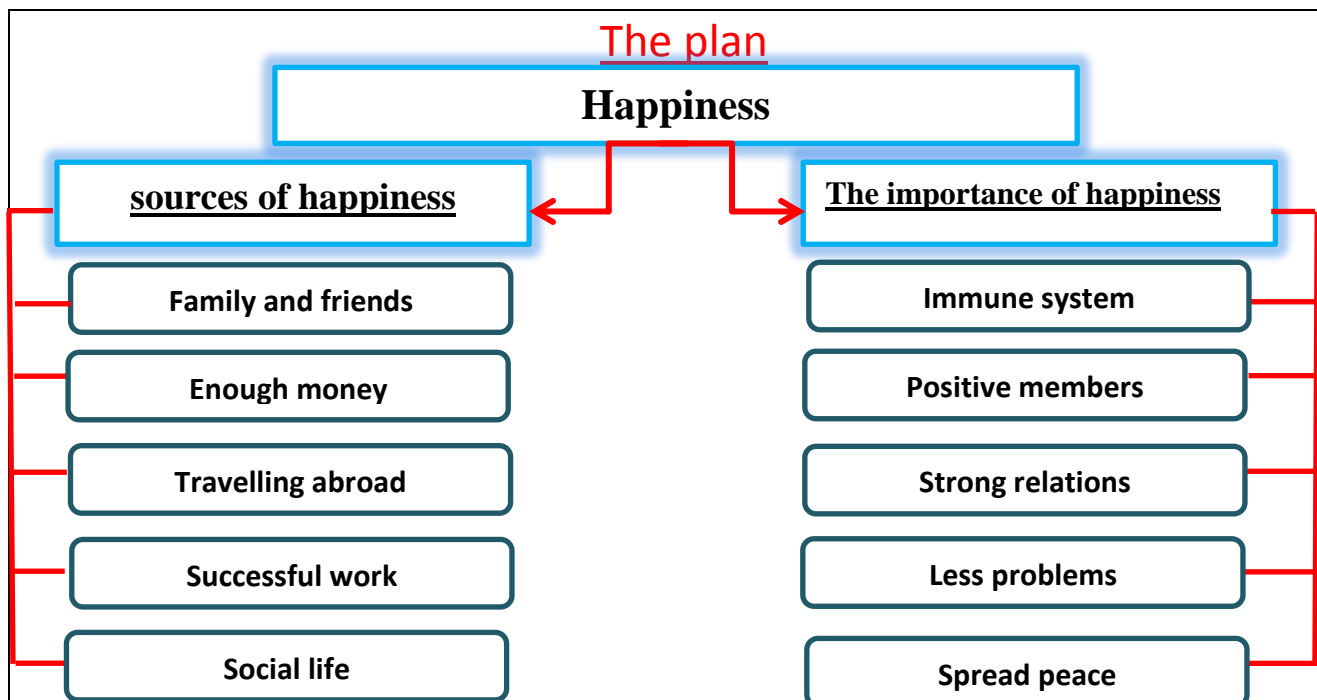 The plan
Happiness
sources of happiness
Family and friends
Enough money
Travelling abroad
Successful work
Social life
The importance of happiness
Immune system
Positive members
Strong relations
Less problems
Spread peace